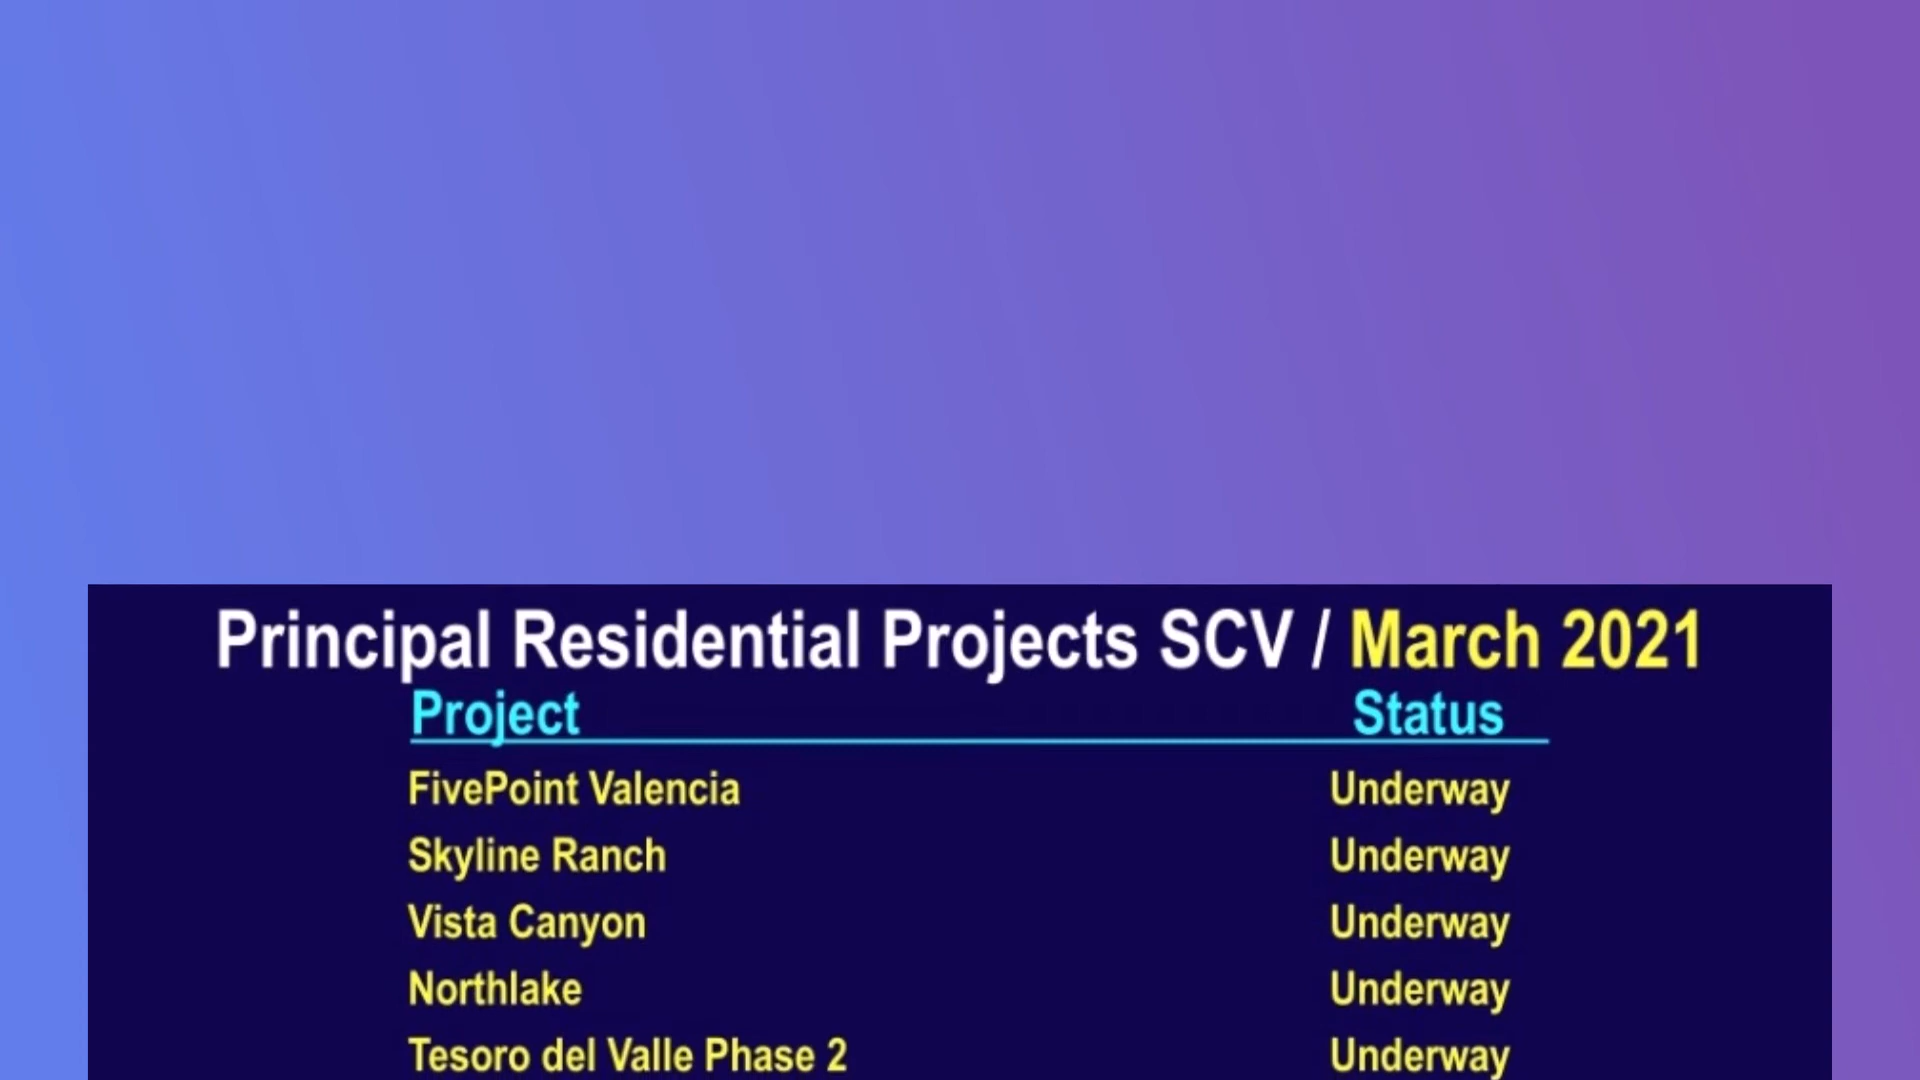 Principal Residential Projects SCV / March 2021
Project Status
FivePoint Valencia Underway
Skyline Ranch Underway
Vista Canyon Underway
Northlake Underway
Tesoro del Valle Phase 2 Underway